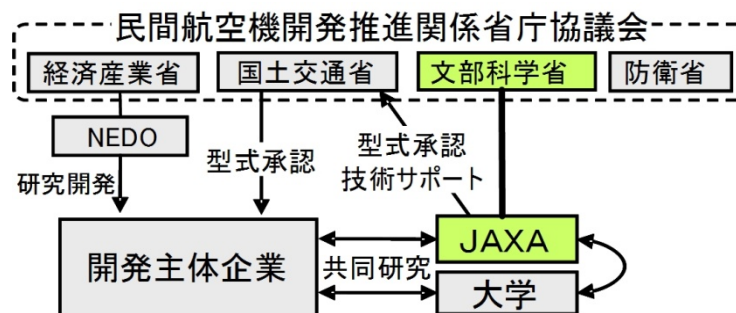 民間航空機開発推進関係省庁協議会
経済産業省
国土交通省
文部科学省
防衛省
NEDO
研究開発
型式承認
型式承認
技術サポート
開発主体企業
共同研究
JAXA
大学